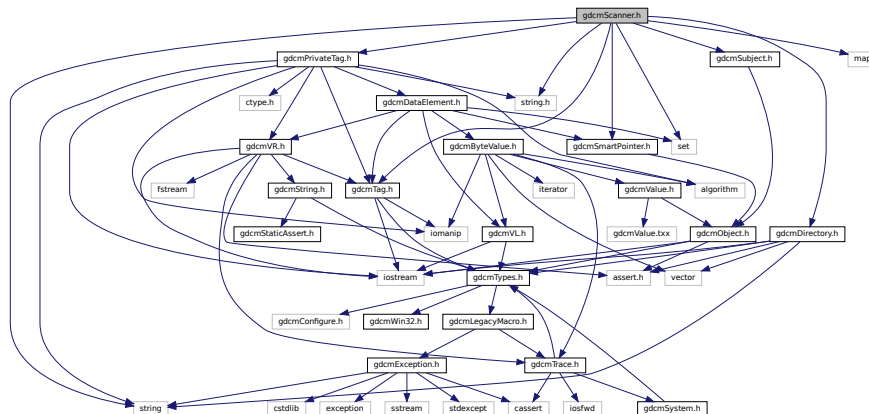 gdcmScanner.h
gdcmPrivateTag.h
gdcmSubject.h
map
ctype.h
gdcmDataElement.h
string.h
gdcmVR.h
gdcmByteValue.h
gdcmSmartPointer.h
set
fstream
gdcmString.h
gdcmTag.h
iterator
gdcmValue.h
algorithm
gdcmStaticAssert.h
iomanip
gdcmVL.h
gdcmValue.txx
gdcmObject.h
gdcmDirectory.h
iostream
gdcmTypes.h
assert.h
vector
gdcmConfigure.h
gdcmWin32.h
gdcmLegacyMacro.h
gdcmException.h
gdcmTrace.h
string
cstdlib
exception
sstream
stdexcept
cassert
iosfwd
gdcmSystem.h